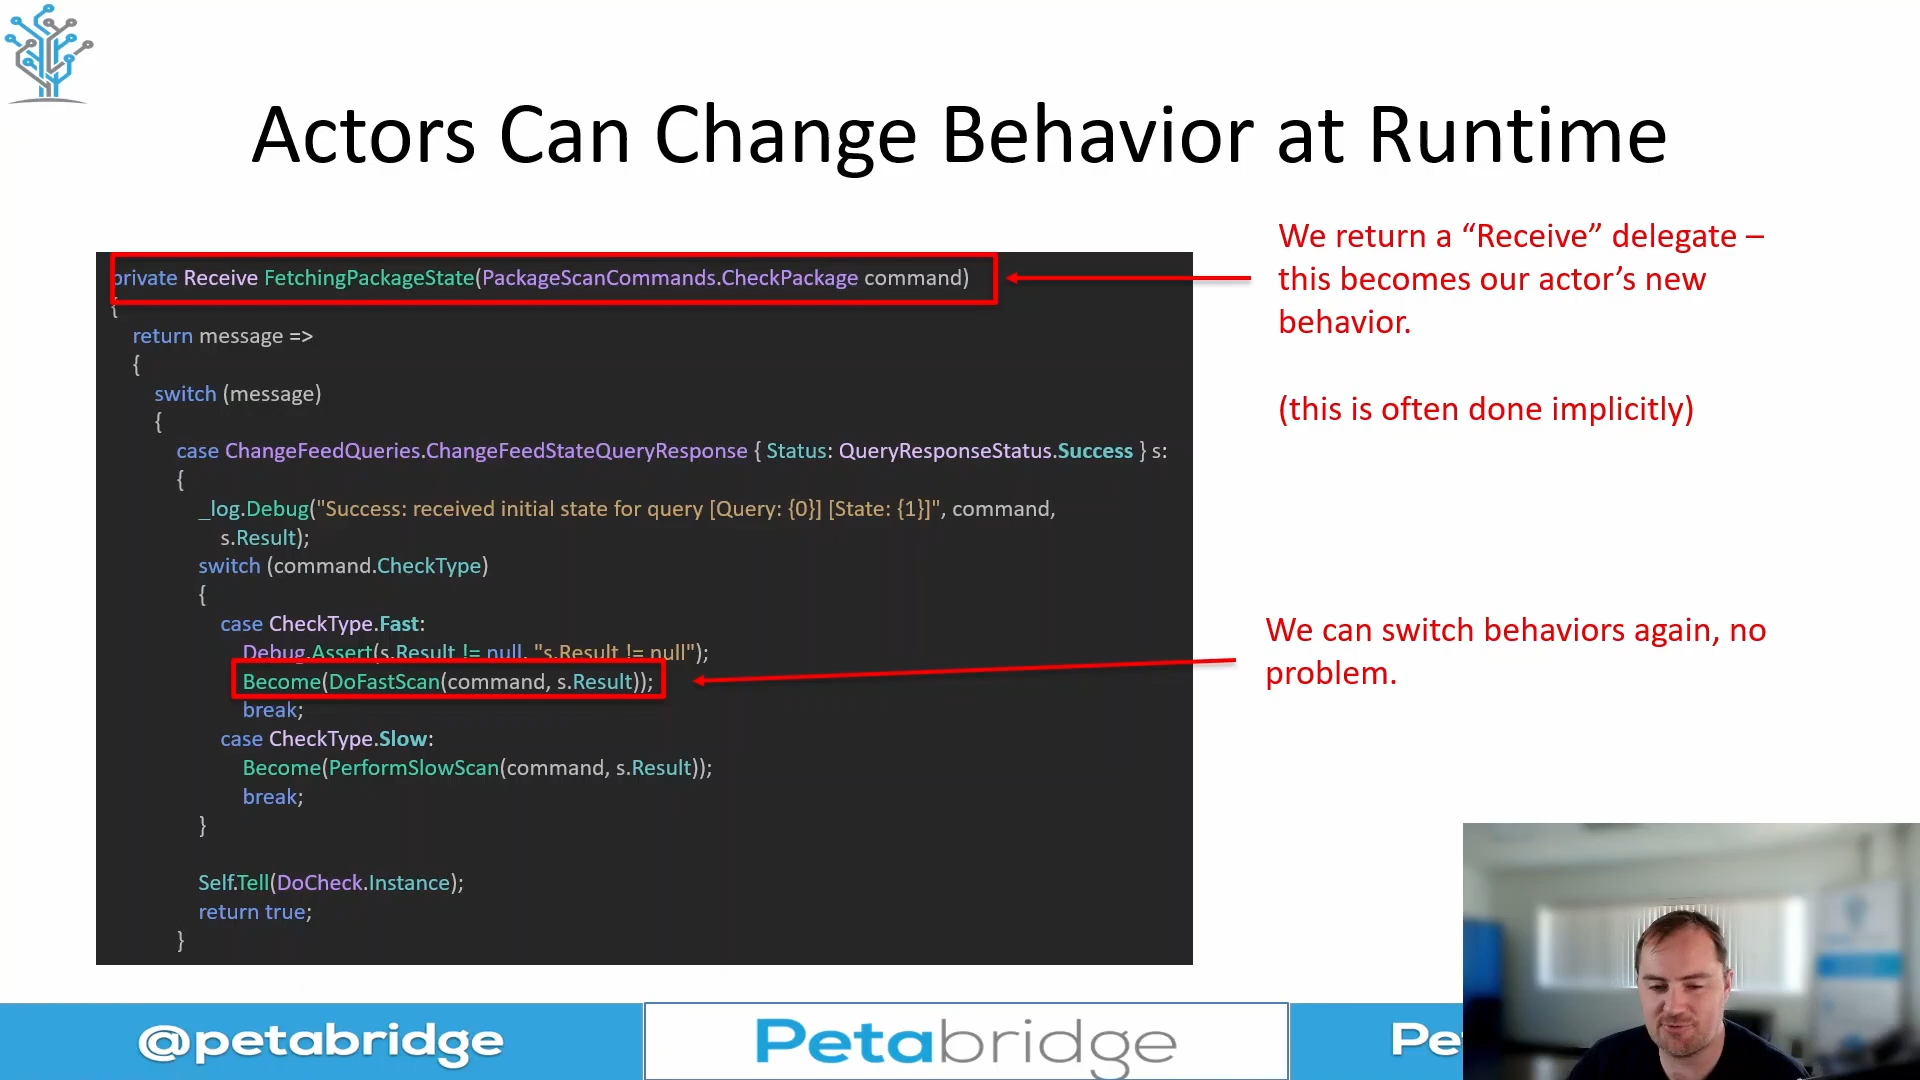 Actors Can Change Behavior at Runtime
private Receive FetchingPackageState(PackageScanCommands.CheckPackage command)
{
return message =>
{
switch (message)
{
case ChangeFeedQueries.ChangeFeedStateQueryResponse { Status: QueryResponseStatus.Success } s:
{
_log.Debug("Success: received initial state for query [Query: {0}] [State: {1}]", command,
s.Result);
switch (command.CheckType)
{
case CheckType.Fast:
Debug.Assert(s.Result != null, "s.Result != null");
Become(DoFastScan(command, s.Result));
break;
case CheckType.Slow:
Become(PerformSlowScan(command, s.Result));
break;
}
Self.Tell(DoCheck.Instance);
return true;
}
We return a “Receive” delegate –
this becomes our actor’s new
behavior.
(this is often done implicitly)
We can switch behaviors again, no
problem.
@petabridge
Petabridge
Pe